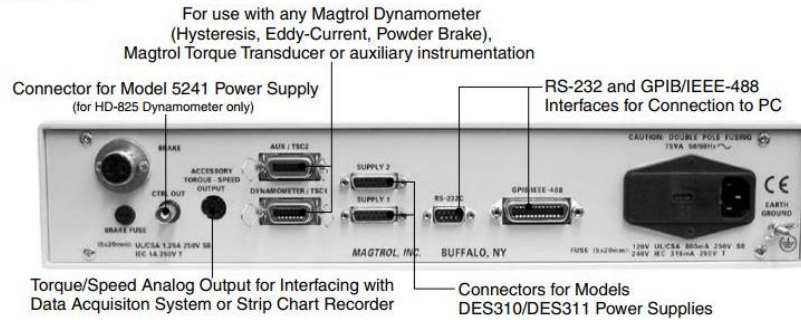 For use with any Magtrol Dynamometer
(Hysteresis, Eddy-Current, Powder Brake),
Magtrol Torque Transducer or auxiliary instrumentation
Connector for Model 5241 Power Supply
(for HD-825 Dynamometer only)
RS-232 and GPIB/IEEE-488
Interfaces for Connection to PC
BRAKE
AUX / TSC2
CAUTION: DOUBLE POLE FUSING
75VA 50/60Hz
ACCESSORY
TORQUE - SPEED
OUTPUT
SUPPLY 2
CTRL OUT
DYNAMOMETER / TSC1
SUPPLY 1
RS-232C
GPIB/IEEE-488
CE
EARTH
GROUND
BRAKE FUSE
(5x20mm) UL/CSA 1.25A 250V SB
IEC 1A 250V T
MAGTROL, INC.
BUFFALO, NY
FUSE (5x20mm) 120V UL/CSA 800mA 250V SB
240V IEC 315mA 250V T
Torque/Speed Analog Output for Interfacing with
Data Acquisiton System or Strip Chart Recorder
Connectors for Models
DES310/DES311 Power Supplies